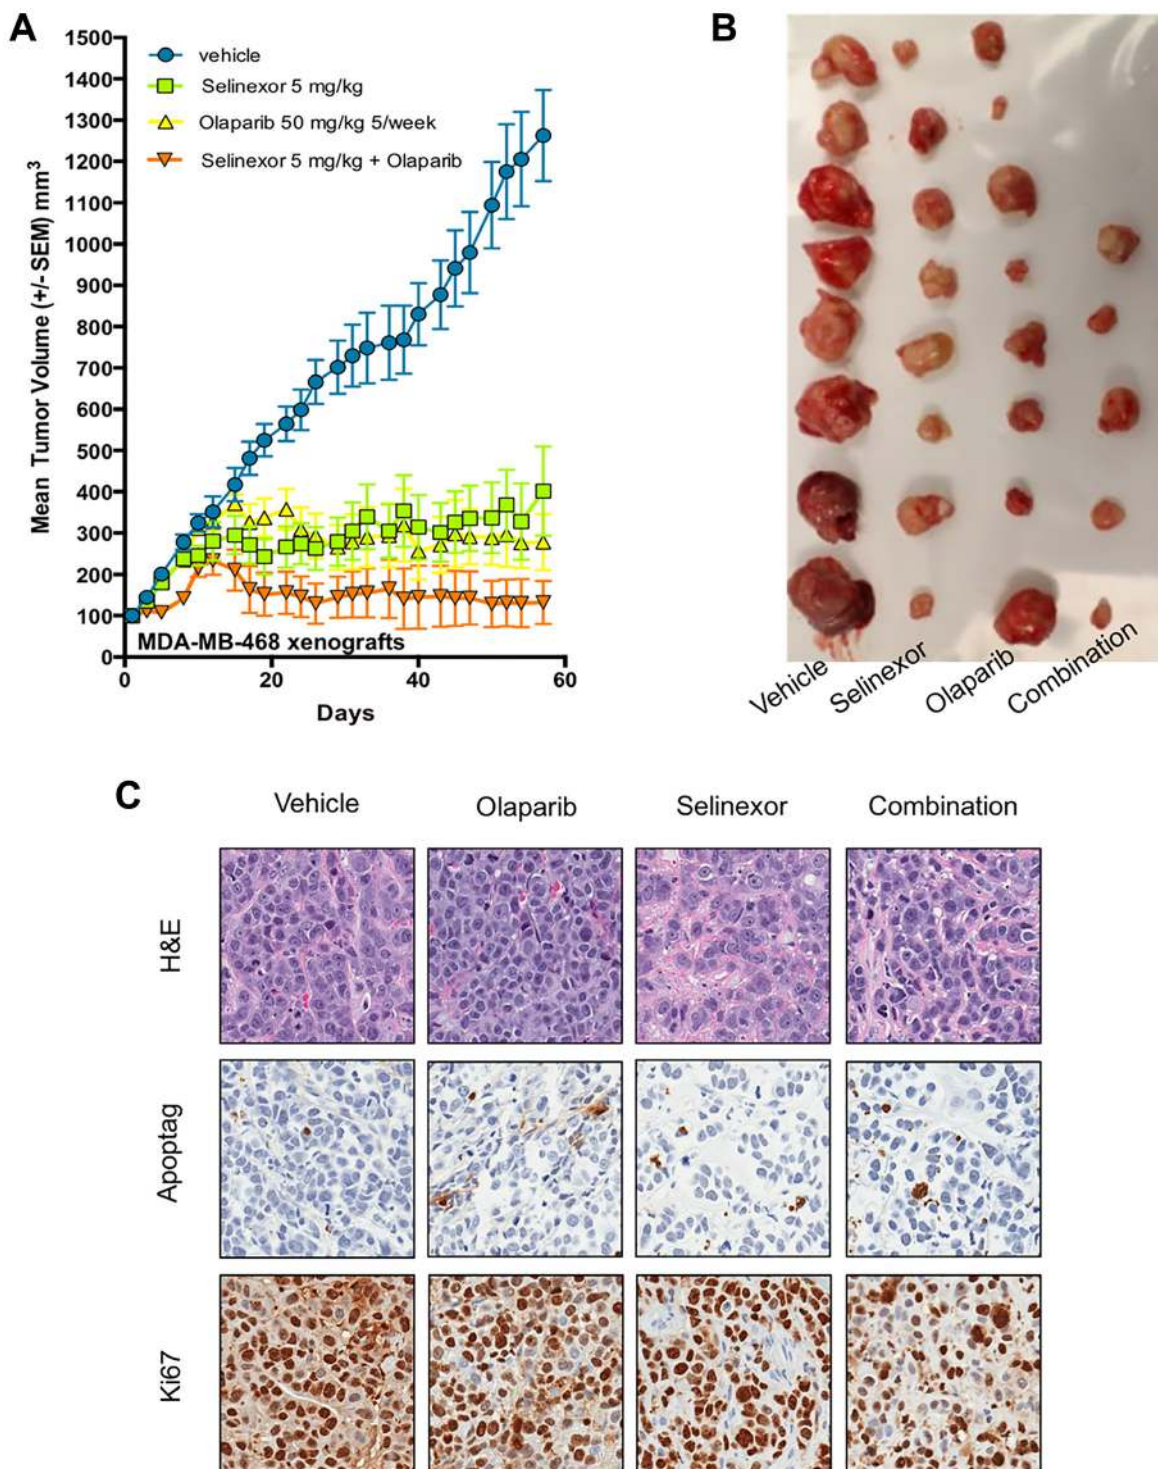 A
1500
1400
1300
1200
1100
1000
900
800
700
600
500
400
300
200
100
0
Mean Tumor Volume (+/- SEM) mm³
vehicle
Selinexor 5 mg/kg
Olaparib 50 mg/kg 5/week
Selinexor 5 mg/kg + Olaparib
MDA-MB-468 xenografts
0 20 40 60
Days
B
Vehicle
Selinexor
Olaparib
Combination
C
Vehicle Olaparib Selinexor Combination
H&E
Apoptag
Ki67